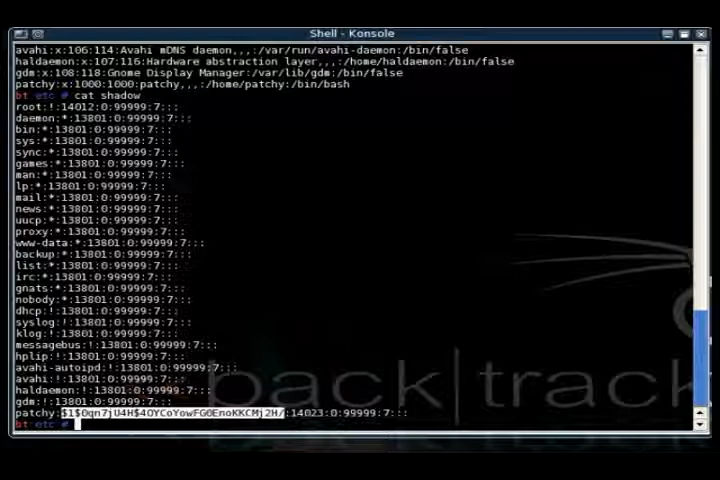 Shell - Konsole
avahi:x:106:114:Avahi mDNS daemon,,,:/var/run/avahi-daemon:/bin/false
haldaemon:x:107:116:Hardware abstraction layer,,,:/home/haldaemon:/bin/false
gdm:x:108:118:Gnome Display Manager:/var/lib/gdm:/bin/false
patchy:x:1000:1000:patchy,,,:/home/patchy:/bin/bash
bt etc # cat shadow
root:!:14012:0:99999:7:::
daemon:*:13801:0:99999:7:::
bin:*:13801:0:99999:7:::
sys:*:13801:0:99999:7:::
sync:*:13801:0:99999:7:::
games:*:13801:0:99999:7:::
man:*:13801:0:99999:7:::
lp:*:13801:0:99999:7:::
mail:*:13801:0:99999:7:::
news:*:13801:0:99999:7:::
uucp:*:13801:0:99999:7:::
proxy:*:13801:0:99999:7:::
www-data:*:13801:0:99999:7:::
backup:*:13801:0:99999:7:::
list:*:13801:0:99999:7:::
irc:*:13801:0:99999:7:::
gnats:*:13801:0:99999:7:::
nobody:*:13801:0:99999:7:::
dhcp:!:13801:0:99999:7:::
syslog:!:13801:0:99999:7:::
klog:!:13801:0:99999:7:::
messagebus:!:13801:0:99999:7:::
hplip:!:13801:0:99999:7:::
avahi-autoipd:!:13801:0:99999:7:::
avahi:!:13801:0:99999:7:::
haldaemon:!:13801:0:99999:7:::
gdm:!:13801:0:99999:7:::
patchy:$1$0qn7jU4H$4OYCoYowFG0EnoKKCMj2H/:14023:0:99999:7:::
bt etc #
back|track